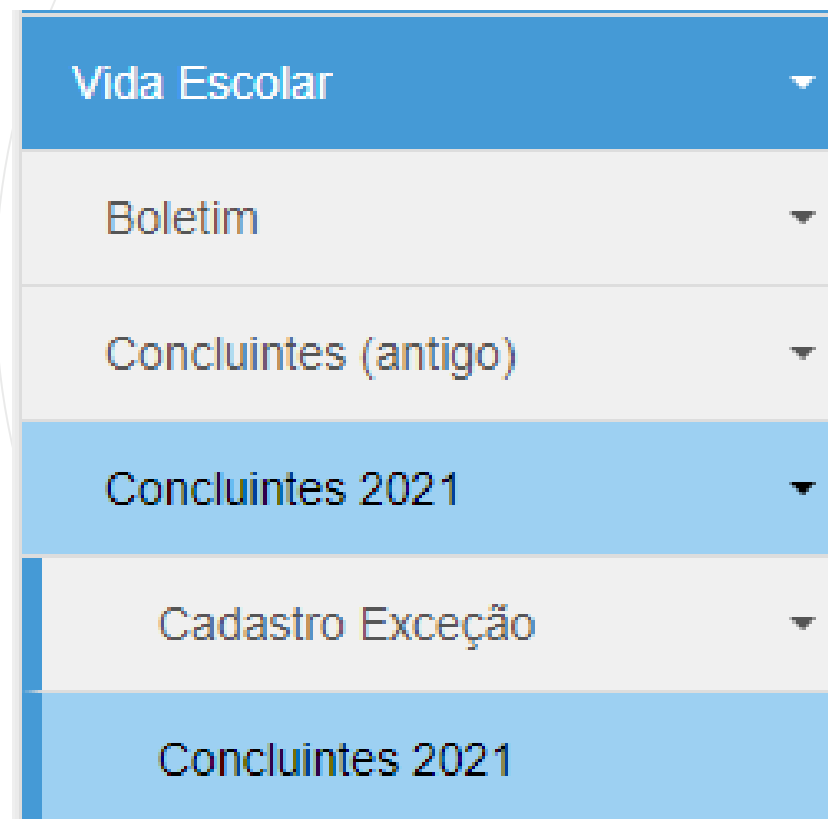 Vida Escolar
Boletim
Concluintes (antigo)
Concluintes 2021
Cadastro Exceção
Concluintes 2021